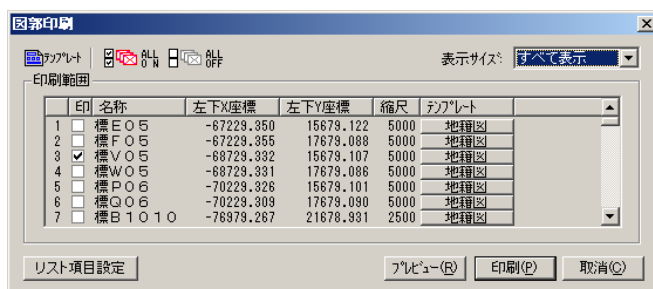 図郭印刷
ﾃﾝﾌﾟﾚｰﾄ ALL ON ALL OFF 表示ｻｲｽﾞ: すべて表示
印刷範囲
印 名称 左下X座標 左下Y座標 縮尺 ﾃﾝﾌﾟﾚｰﾄ
1 標E05 -67229.350 15679.122 5000 地籍図
2 標F05 -67229.355 17679.088 5000 地籍図
3 標V05 -68729.332 15679.107 5000 地籍図
4 標W05 -68729.331 17679.086 5000 地籍図
5 標P06 -70229.326 15679.101 5000 地籍図
6 標Q06 -70229.309 17679.090 5000 地籍図
7 標B1010 -76979.267 21678.931 2500 地籍図
リスト項目設定 ﾌﾟﾚﾋﾞｭｰ(R) 印刷(P) 取消(C)